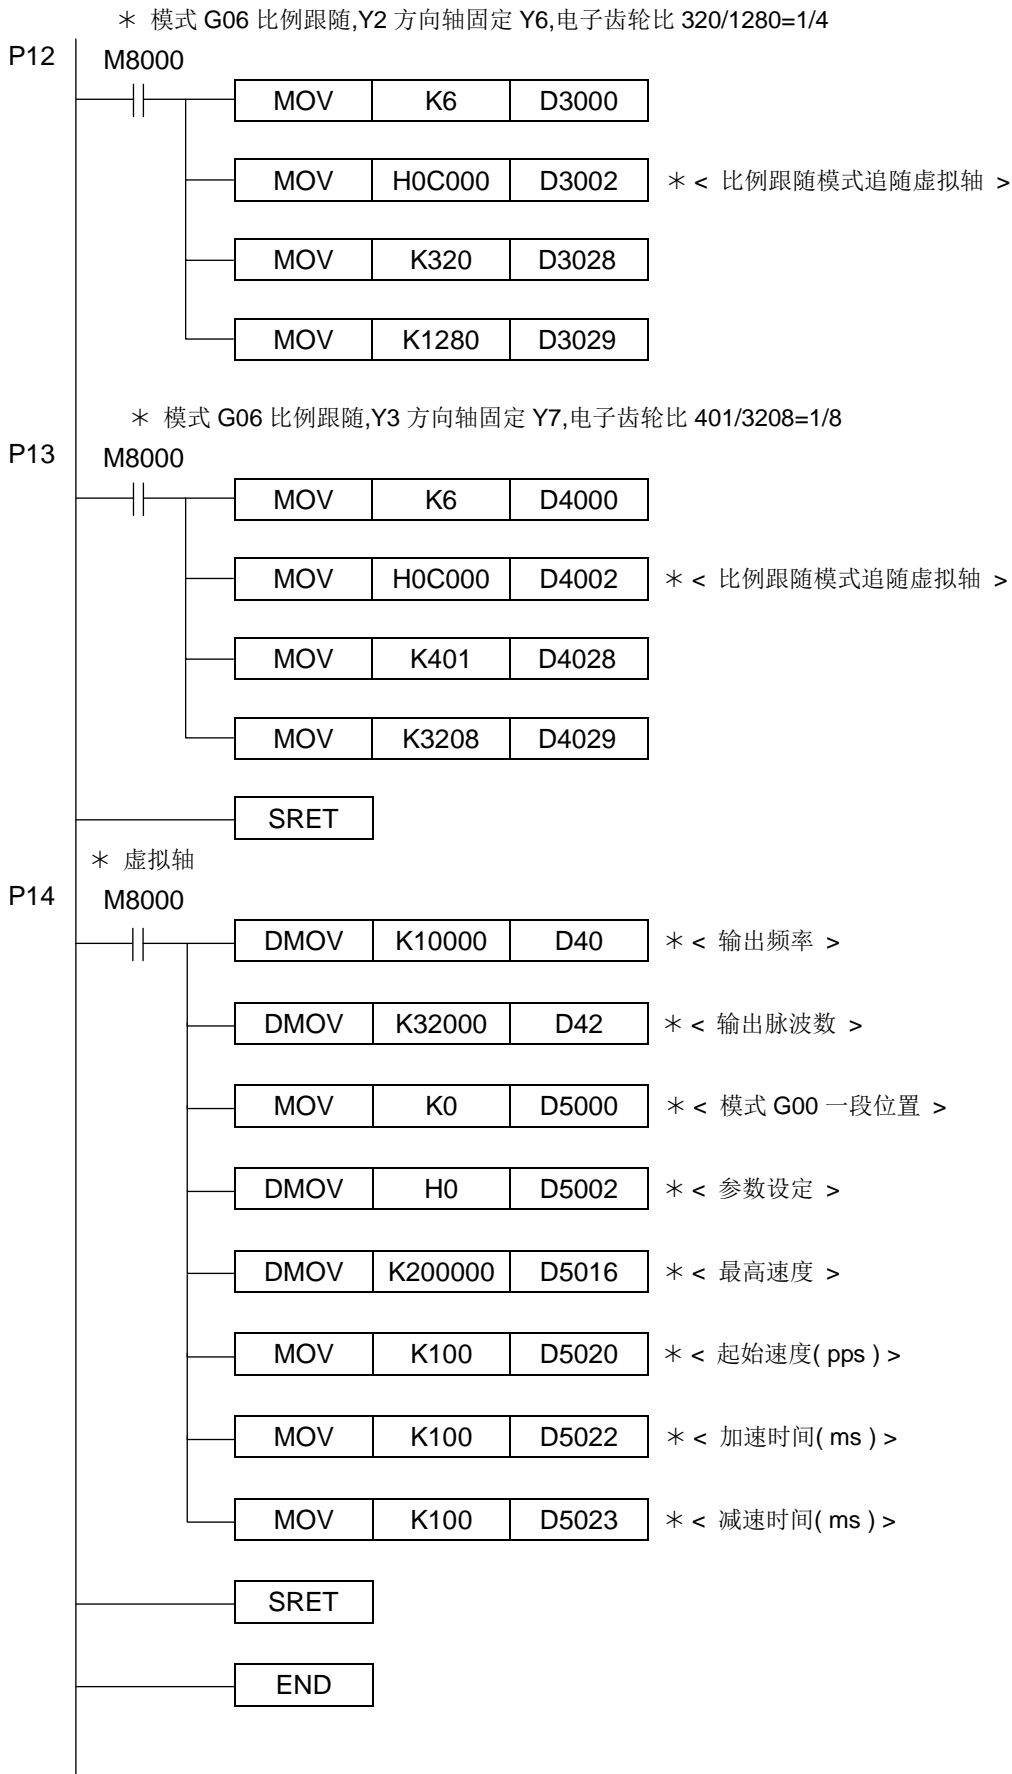 ＊ 模式 G06 比例跟随,Y2 方向轴固定 Y6,电子齿轮比 320/1280=1/4
P12 M8000
MOV K6 D3000
MOV H0C000 D3002 ＊< 比例跟随模式追随虚拟轴 >
MOV K320 D3028
MOV K1280 D3029
＊ 模式 G06 比例跟随,Y3 方向轴固定 Y7,电子齿轮比 401/3208=1/8
P13 M8000
MOV K6 D4000
MOV H0C000 D4002 ＊< 比例跟随模式追随虚拟轴 >
MOV K401 D4028
MOV K3208 D4029
SRET
＊ 虚拟轴
P14 M8000
DMOV K10000 D40 ＊< 输出频率 >
DMOV K32000 D42 ＊< 输出脉波数 >
MOV K0 D5000 ＊< 模式 G00 一段位置 >
DMOV H0 D5002 ＊< 参数设定 >
DMOV K200000 D5016 ＊< 最高速度 >
MOV K100 D5020 ＊< 起始速度( pps ) >
MOV K100 D5022 ＊< 加速时间( ms ) >
MOV K100 D5023 ＊< 减速时间( ms ) >
SRET
END